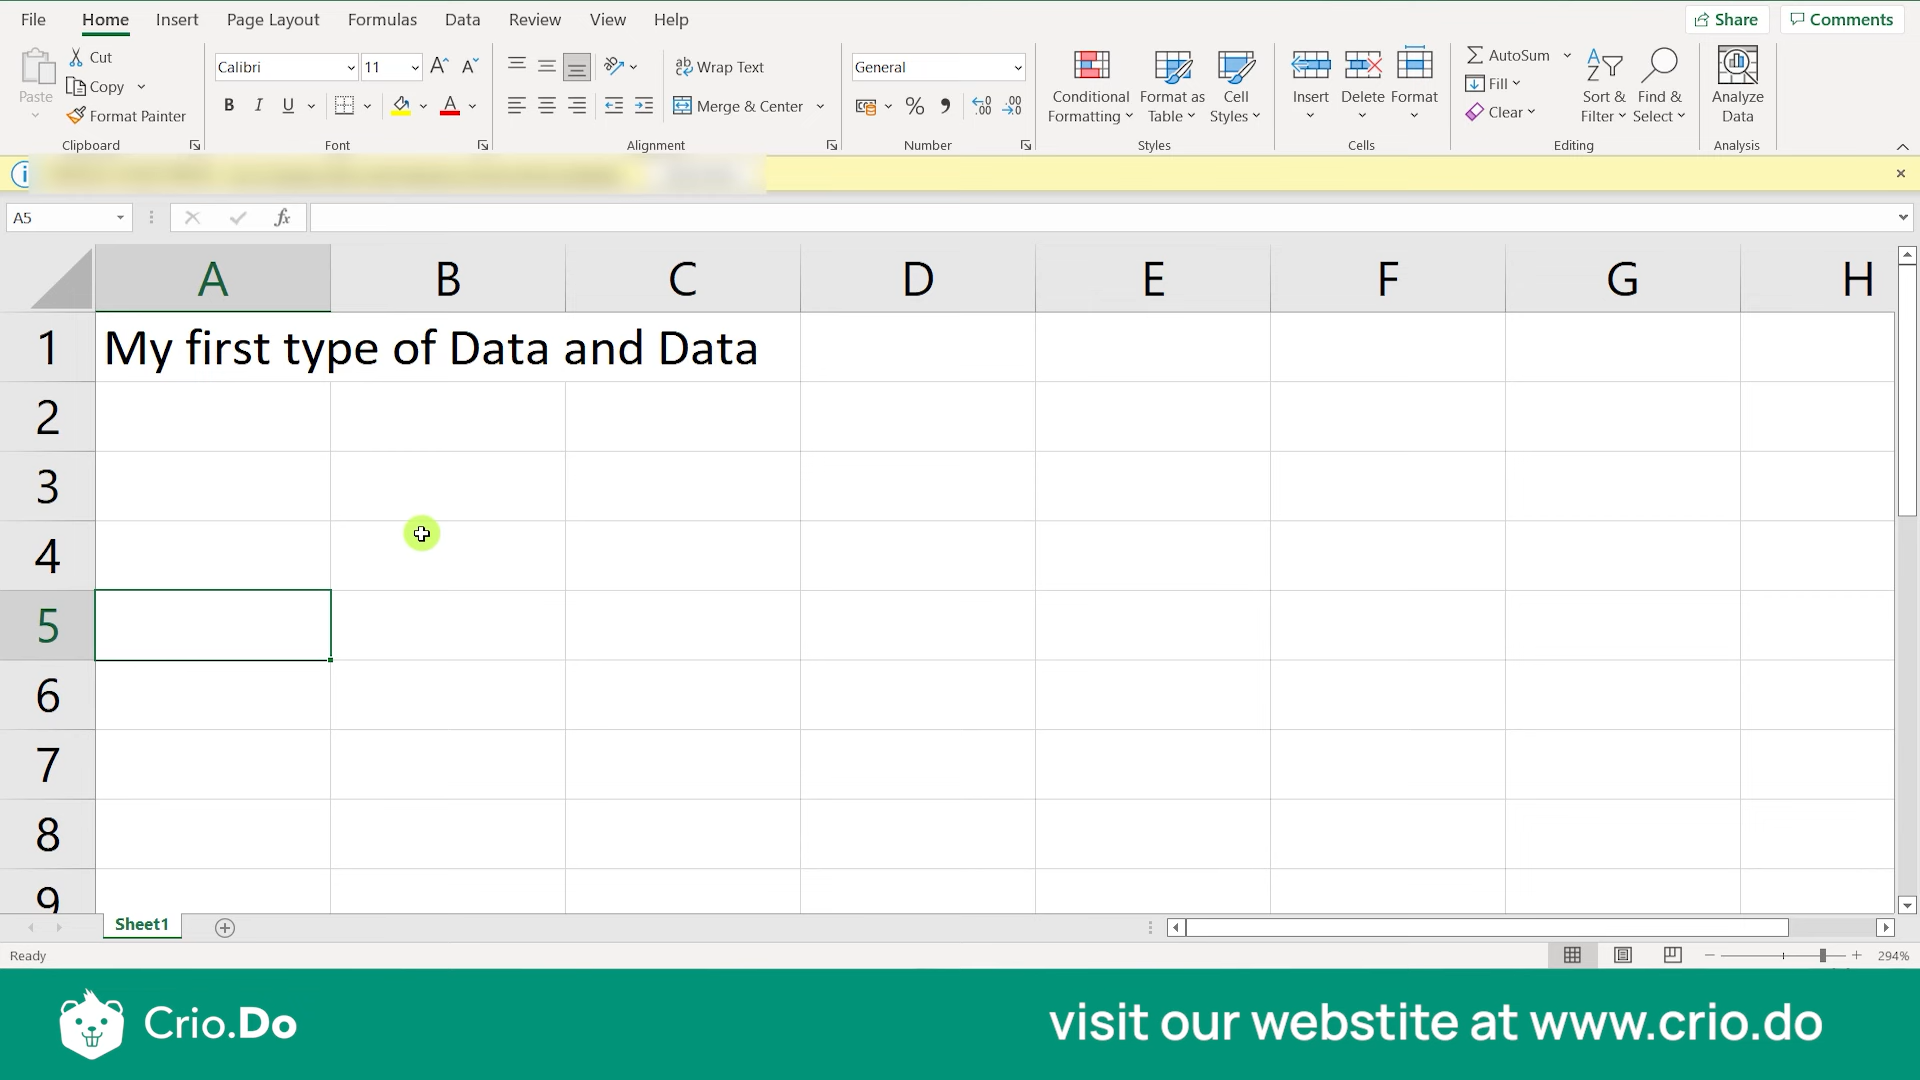 File Home Insert Page Layout Formulas Data Review View Help Share Comments
Paste Cut Copy Format Painter Clipboard
Calibri 11 B I U A Font
ab Wrap Text Merge & Center Alignment
General % Number
Conditional Formatting Format as Table Cell Styles Styles
Insert Delete Format Cells
AutoSum Fill Clear Sort & Filter Find & Select Editing
Analyze Data Analysis
A5 fx
A B C D E F G H
1 My first type of Data and Data
2
3
4
5
6
7
8
9
Sheet1
Ready 294%
Crio.Do visit our webstite at www.crio.do